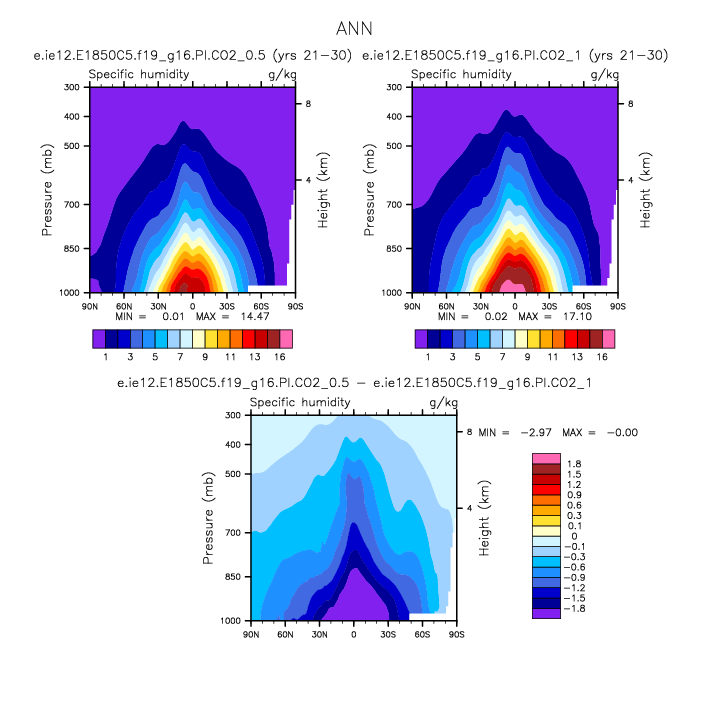 ANN
e.ie12.E1850C5.f19_g16.PI.CO2_0.5 (yrs 21-30) e.ie12.E1850C5.f19_g16.PI.CO2_1 (yrs 21-30)
Specific humidity g/kg Specific humidity g/kg
300 300
8 8
400 400
500 500
Pressure (mb) Height (km) Pressure (mb) Height (km)
4 4
700 700
850 850
1000 1000
90N 60N 30N 0 30S 60S 90S 90N 60N 30N 0 30S 60S 90S
MIN = 0.01 MAX = 14.47 MIN = 0.02 MAX = 17.10
1 3 5 7 9 11 13 16 1 3 5 7 9 11 13 16
e.ie12.E1850C5.f19_g16.PI.CO2_0.5 - e.ie12.E1850C5.f19_g16.PI.CO2_1
Specific humidity g/kg
300
8 MIN = -2.97 MAX = -0.00
400
500
Pressure (mb) Height (km)
4
700
850
1000
90N 60N 30N 0 30S 60S 90S
1.8
1.5
1.2
0.9
0.6
0.3
0.1
0
-0.1
-0.3
-0.6
-0.9
-1.2
-1.5
-1.8